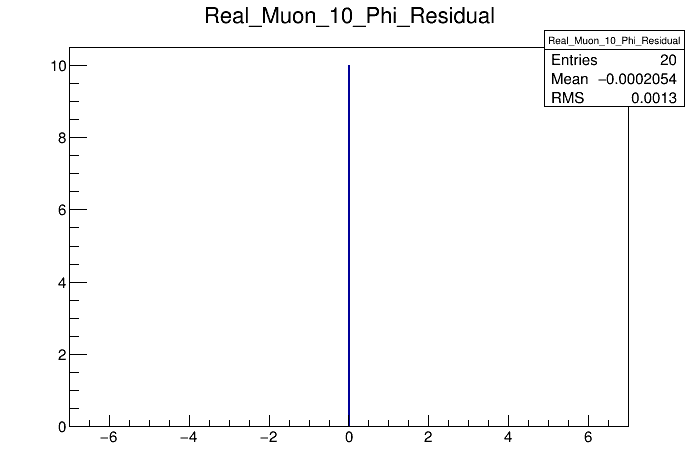 Real_Muon_10_Phi_Residual
Real_Muon_10_Phi_Residual
Entries 20
Mean −0.0002054
RMS 0.0013
10
8
6
4
2
0
−6 −4 −2 0 2 4 6